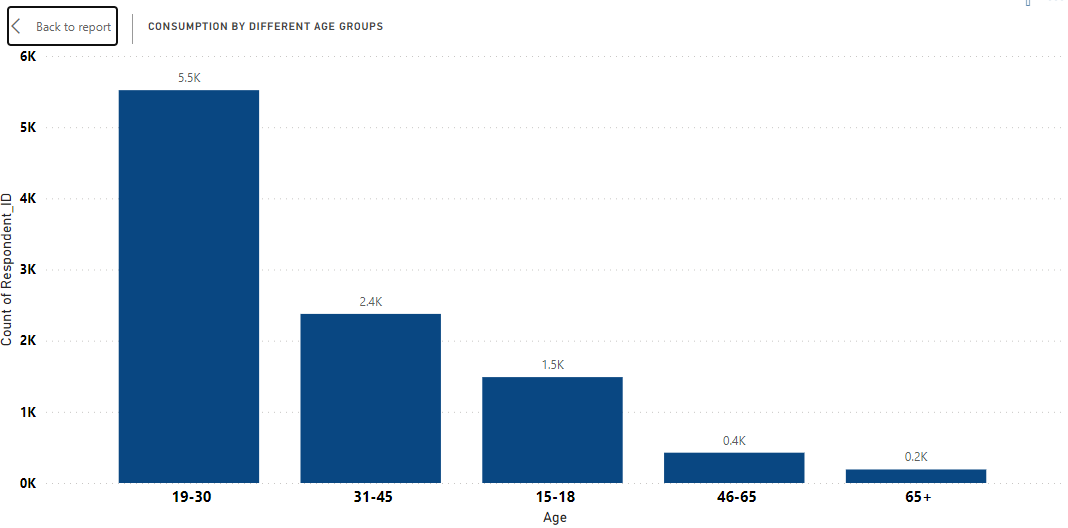 Back to report
CONSUMPTION BY DIFFERENT AGE GROUPS
6K
5K
4K
3K
2K
1K
0K
Count of Respondent_ID
5.5K
2.4K
1.5K
0.4K
0.2K
19-30
31-45
15-18
46-65
65+
Age